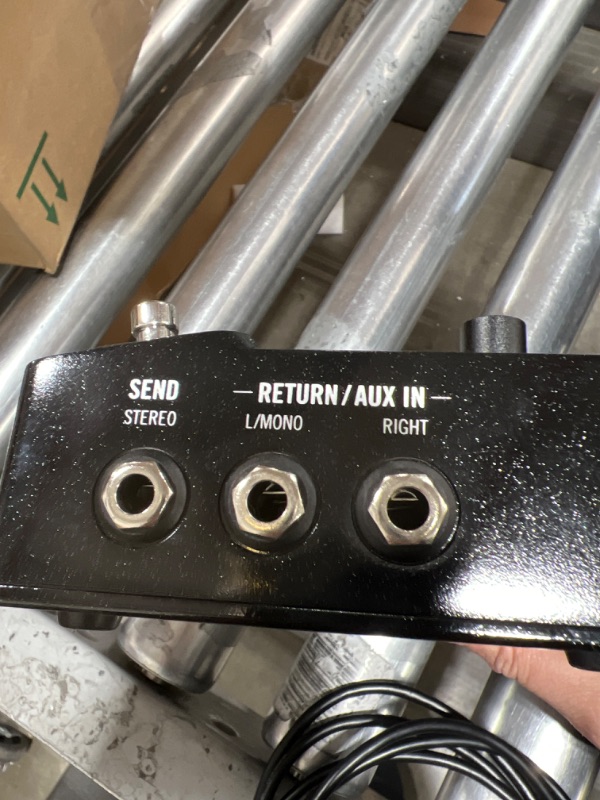 SEND
— RETURN/AUX IN —
STEREO
L/MONO
RIGHT